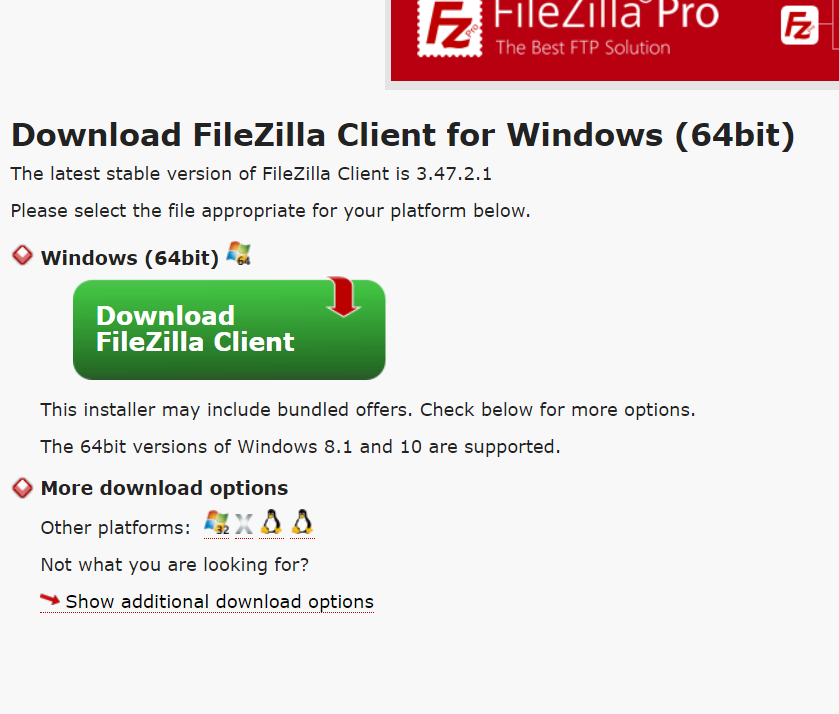 FileZilla® Pro
The Best FTP Solution
Download FileZilla Client for Windows (64bit)
The latest stable version of FileZilla Client is 3.47.2.1
Please select the file appropriate for your platform below.
Windows (64bit)
Download
FileZilla Client
This installer may include bundled offers. Check below for more options.
The 64bit versions of Windows 8.1 and 10 are supported.
More download options
Other platforms:
Not what you are looking for?
Show additional download options